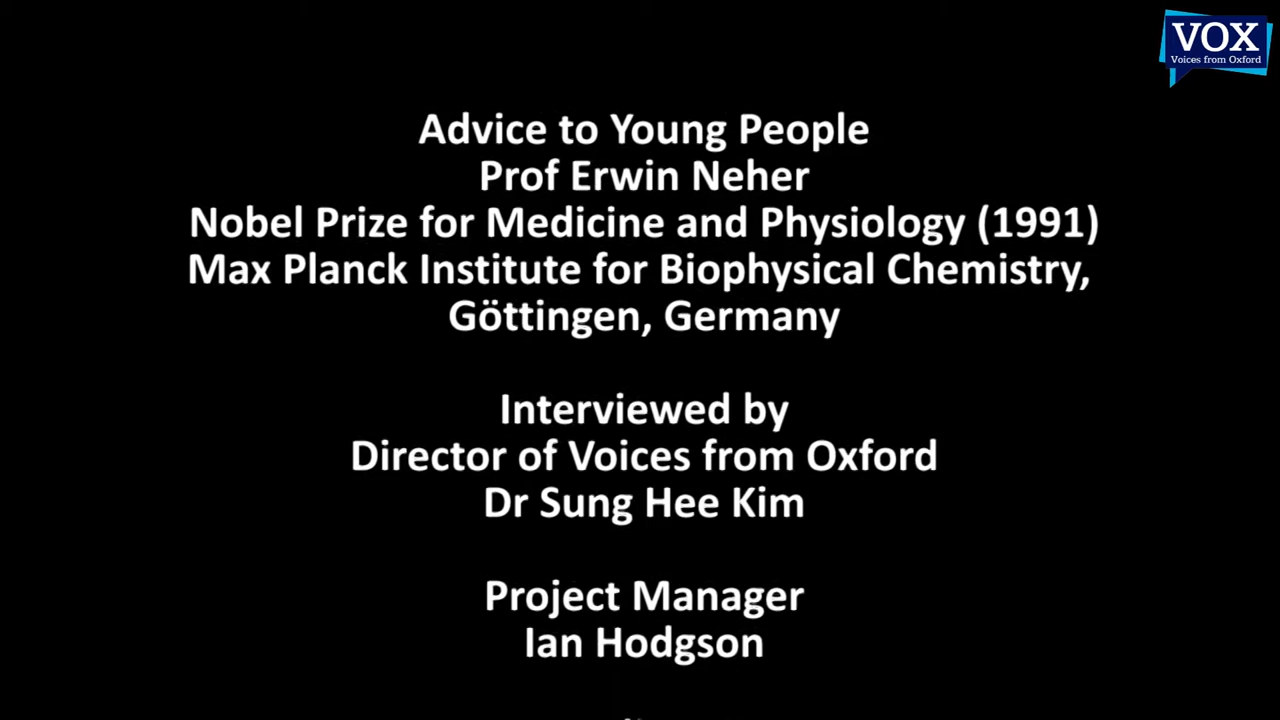 VOX
Voices from Oxford
Advice to Young People
Prof Erwin Neher
Nobel Prize for Medicine and Physiology (1991)
Max Planck Institute for Biophysical Chemistry,
Göttingen, Germany
Interviewed by
Director of Voices from Oxford
Dr Sung Hee Kim
Project Manager
Ian Hodgson